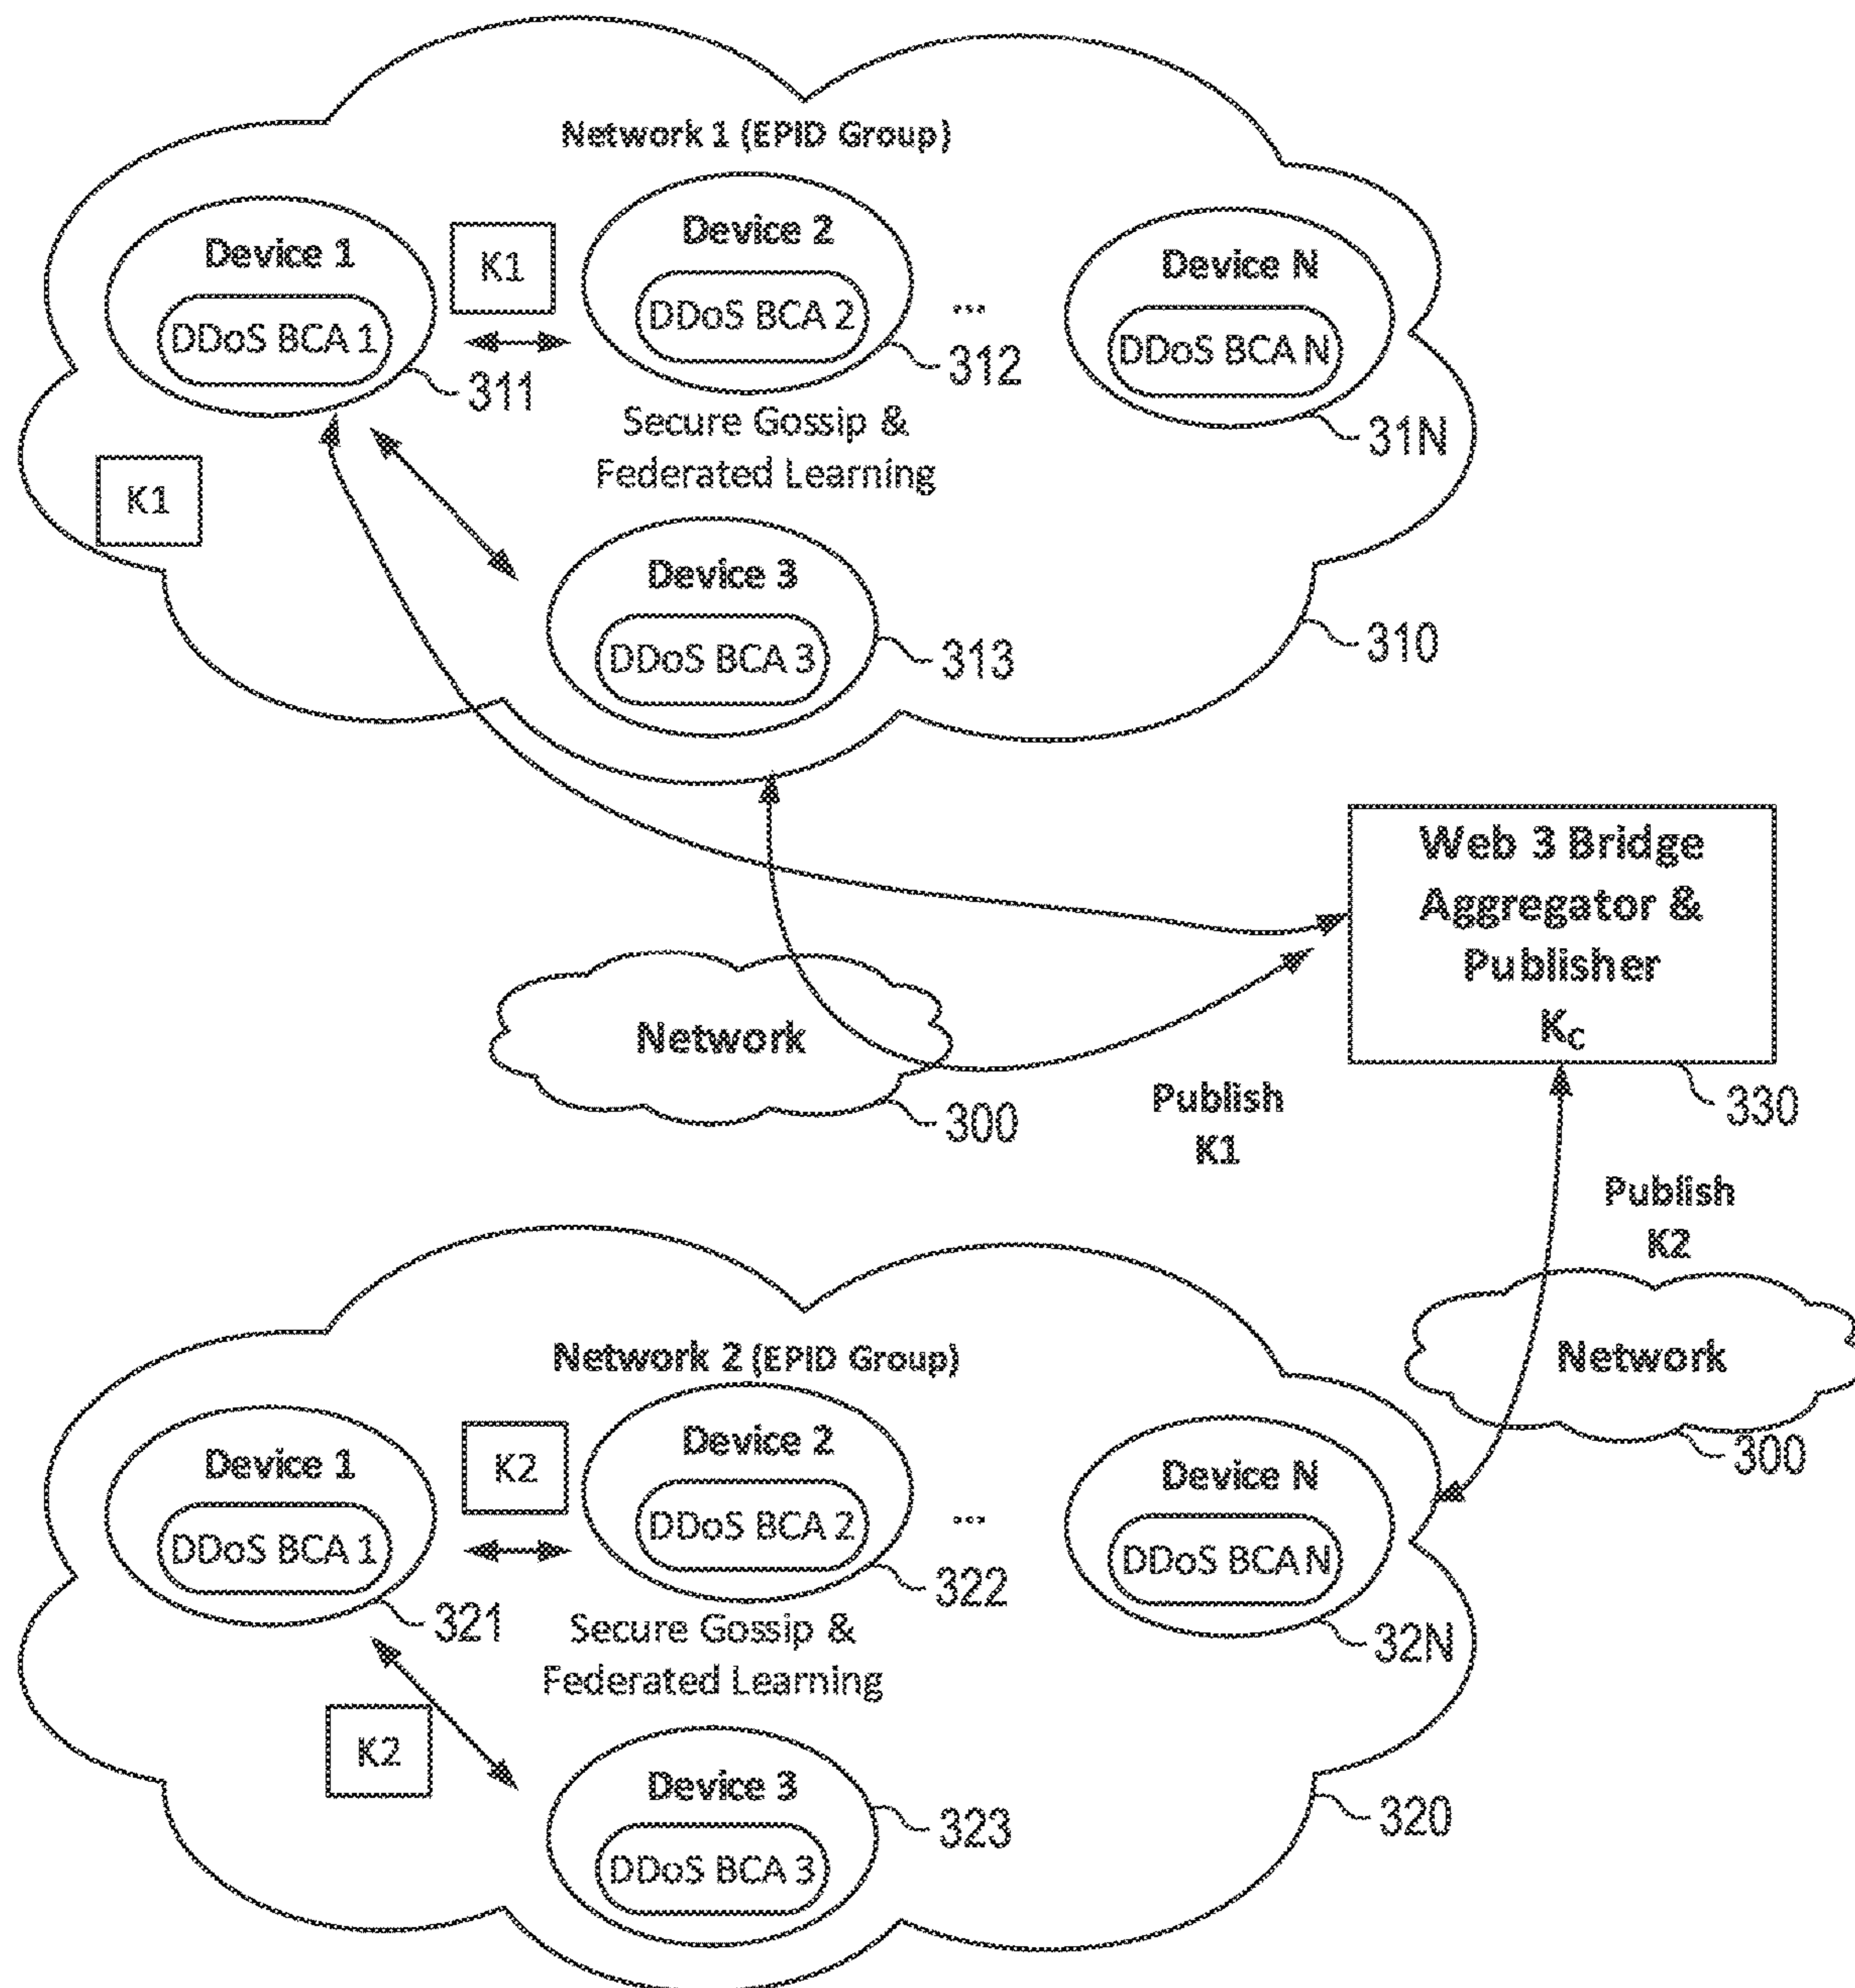 Network 1 (EPID Group)
Device 1
DDoS BCA 1
311
K1
Device 2
DDoS BCA 2
312
...
Device N
DDoS BCA N
31N
Secure Gossip &
Federated Learning
K1
Device 3
DDoS BCA 3
313
310
Web 3 Bridge
Aggregator &
Publisher
KC
330
Network
300
Publish
K1
Publish
K2
Network
300
Network 2 (EPID Group)
Device 1
DDoS BCA 1
321
K2
Device 2
DDoS BCA 2
322
...
Device N
DDoS BCA N
32N
Secure Gossip &
Federated Learning
K2
Device 3
DDoS BCA 3
323
320